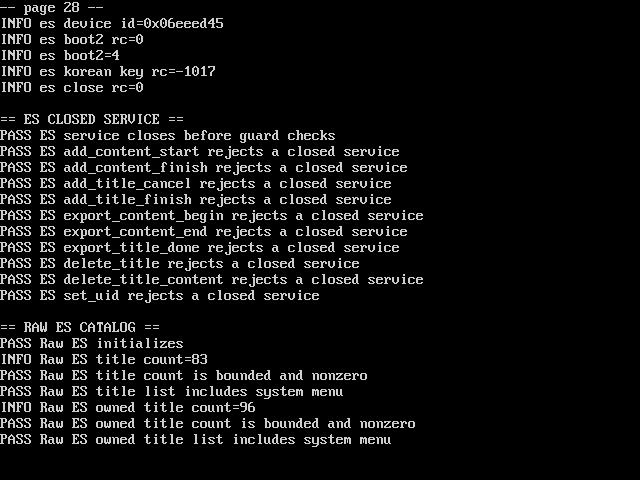 -- page 28 --
INFO es device id=0x06eeed45
INFO es boot2 rc=0
INFO es boot2=4
INFO es korean key rc=-1017
INFO es close rc=0

== ES CLOSED SERVICE ==
PASS ES service closes before guard checks
PASS ES add_content_start rejects a closed service
PASS ES add_content_finish rejects a closed service
PASS ES add_title_cancel rejects a closed service
PASS ES add_title_finish rejects a closed service
PASS ES export_content_begin rejects a closed service
PASS ES export_content_end rejects a closed service
PASS ES export_title_done rejects a closed service
PASS ES delete_title rejects a closed service
PASS ES delete_title_content rejects a closed service
PASS ES set_uid rejects a closed service

== RAW ES CATALOG ==
PASS Raw ES initializes
INFO Raw ES title count=83
PASS Raw ES title count is bounded and nonzero
PASS Raw ES title list includes system menu
INFO Raw ES owned title count=96
PASS Raw ES owned title count is bounded and nonzero
PASS Raw ES owned title list includes system menu